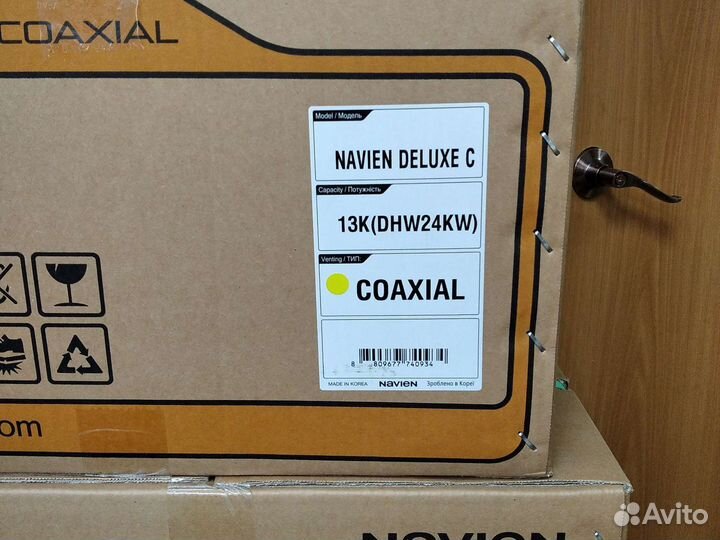 COAXIAL
Model / Модель
NAVIEN DELUXE C
Capacity / Потужність
13K(DHW24KW)
Venting / ТИП:
COAXIAL
8 809677 740934
MADE IN KOREA NAVIEN Зроблено в Кореї
om
NAVIEN
Avito